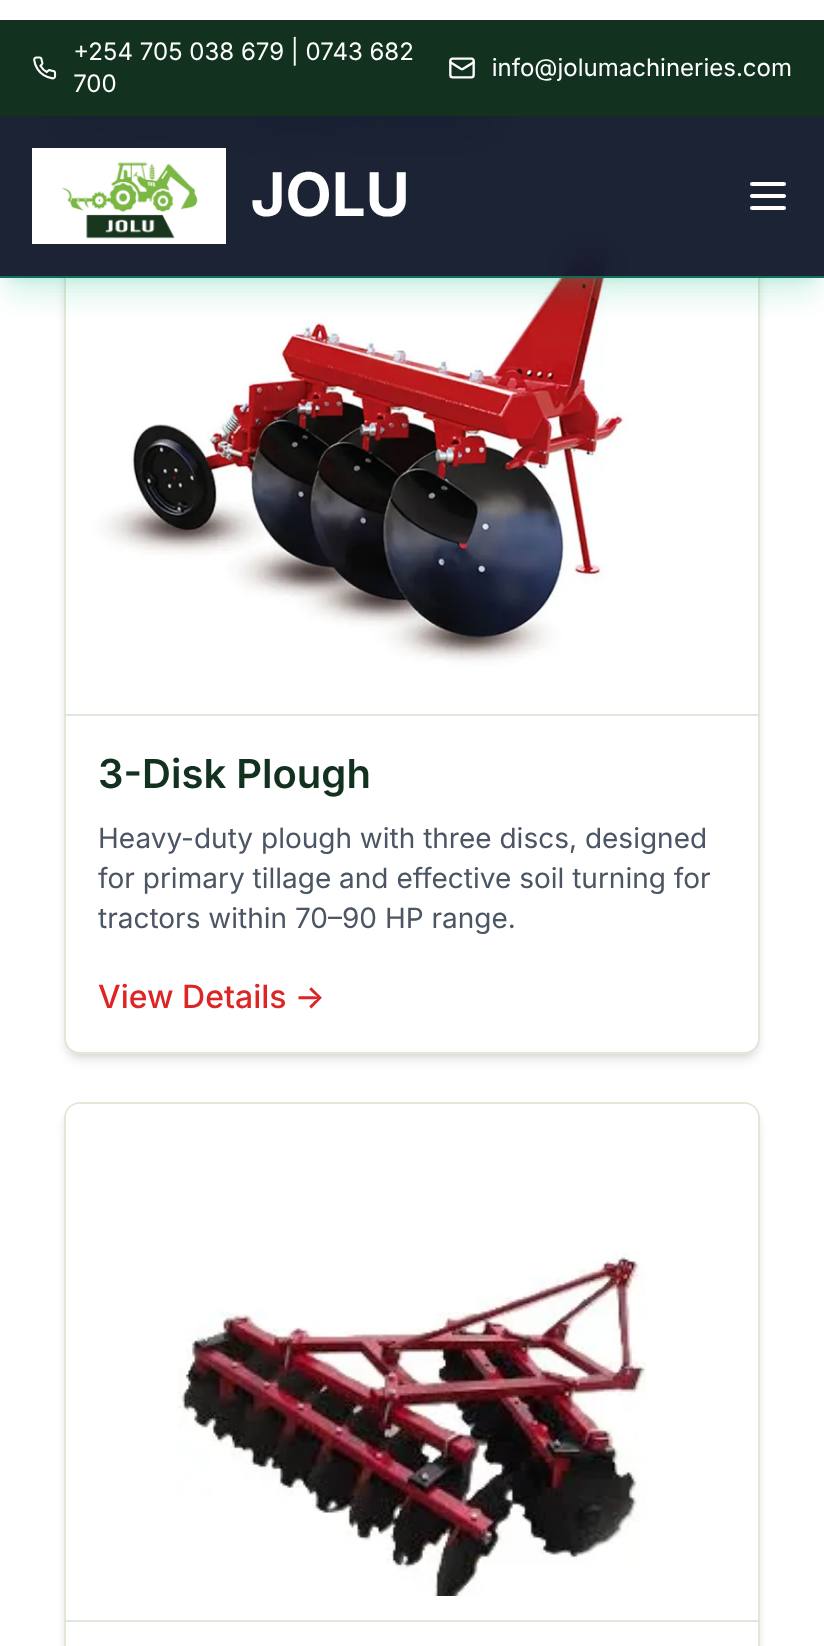 +254 705 038 679 | 0743 682
700
info@jolumachineries.com
JOLU
JOLU
3-Disk Plough
Heavy-duty plough with three discs, designed
for primary tillage and effective soil turning for
tractors within 70–90 HP range.
View Details →